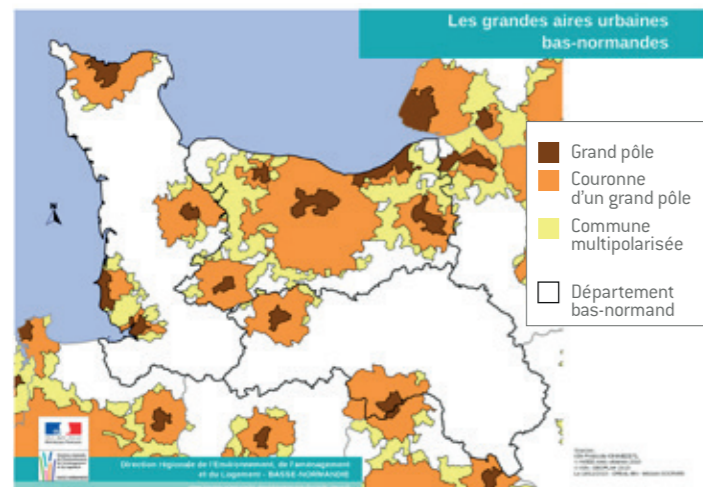 Les grandes aires urbaines
bas-normandes
Grand pôle
Couronne
d'un grand pôle
Commune
multipolarisée
Département
bas-normand
Direction régionale de l'Environnement, de l'aménagement
et du Logement - BASSE-NORMANDIE